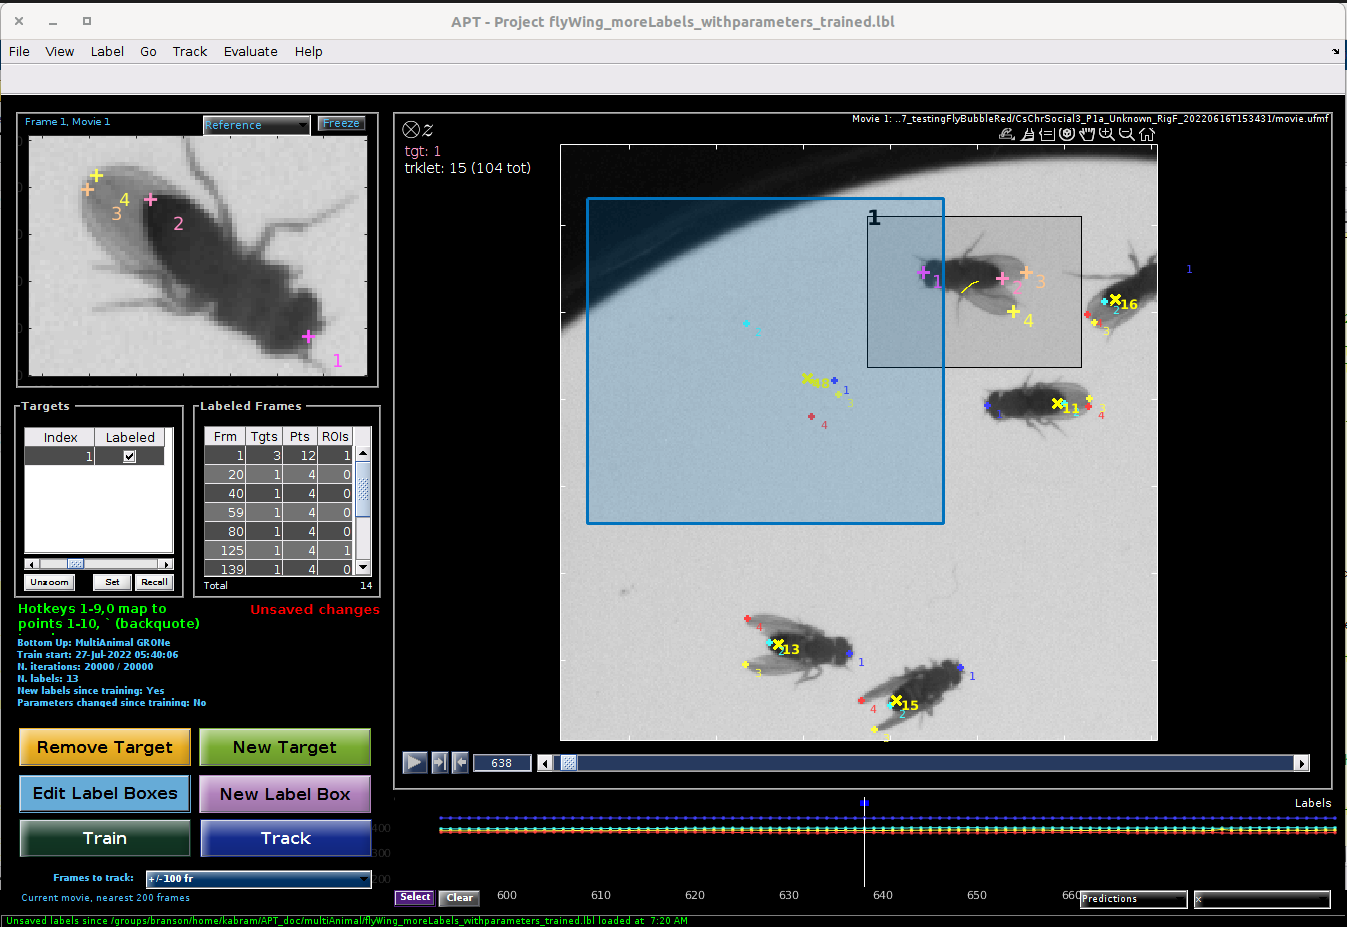 APT - Project flyWing_moreLabels_withparameters_trained.lbl
File View Label Go Track Evaluate Help
Frame 1, Movie 1
Reference
Freeze
4
3
2
1
Movie 1: ..7_testingFlyBubbleRed/CsChrSocial3_P1a_Unknown_RigF_20220616T153431/movie.ufmf
tgt: 1
trklet: 15 (104 tot)
1
1
1
2
3
4
16
2
4
3
1
48
1
3
4
11
3
4
13
4
2
3
1
15
1
4
2
638
Targets
Index Labeled
1
Unzoom Set Recall
Labeled Frames
Frm Tgts Pts ROIs
1 3 12 1
20 1 4 0
40 1 4 0
59 1 4 0
80 1 4 0
125 1 4 1
139 1 4 0
Total 14
Hotkeys 1-9,0 map to
points 1-10, ` (backquote)
Unsaved changes
Bottom Up: MultiAnimal GRONe
Train start: 27-Jul-2022 05:40:06
N. iterations: 20000 / 20000
N. labels: 13
New labels since training: Yes
Parameters changed since training: No
Remove Target New Target
Edit Label Boxes New Label Box
Train Track
Frames to track: +/-100 fr
Current movie, nearest 200 frames
Labels
400
300
200
Select Clear 600 610 620 630 640 650 660
Predictions x
Unsaved labels since /groups/branson/home/kabram/APT_doc/multiAnimal/flyWing_moreLabels_withparameters_trained.lbl loaded at 7:20 AM